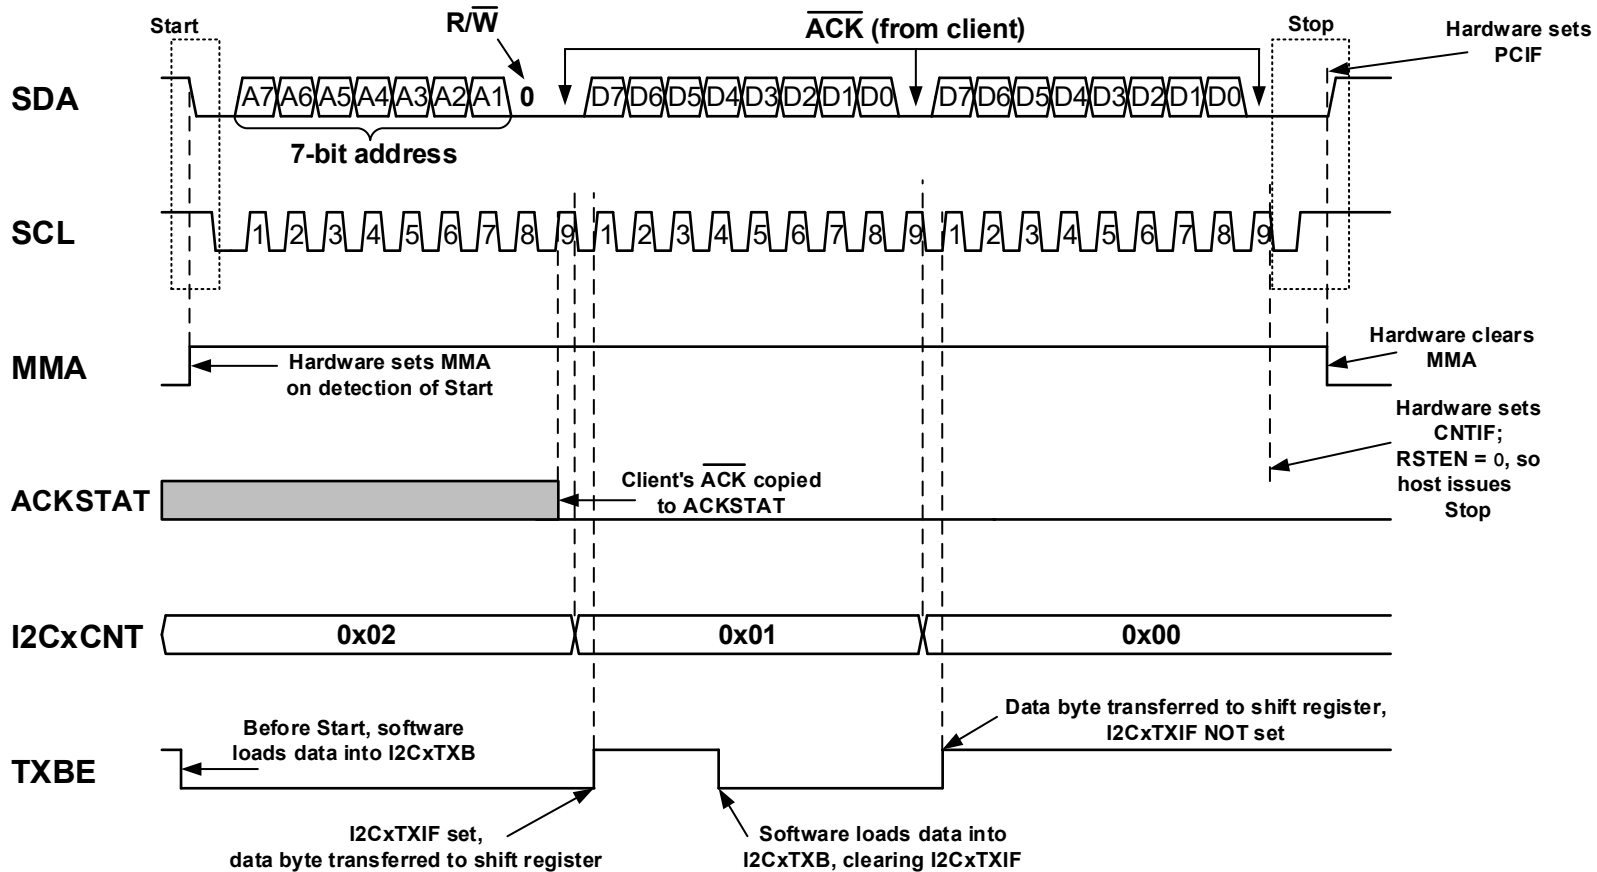 Start
R/W
ACK (from client)
Stop
Hardware sets
PCIF
SDA
A7 A6 A5 A4 A3 A2 A1 0 D7 D6 D5 D4 D3 D2 D1 D0 D7 D6 D5 D4 D3 D2 D1 D0
7-bit address
SCL
1 2 3 4 5 6 7 8 9 1 2 3 4 5 6 7 8 9 1 2 3 4 5 6 7 8 9
MMA
Hardware sets MMA
on detection of Start
Hardware clears
MMA
Hardware sets
CNTIF;
RSTEN = 0, so
host issues
Stop
ACKSTAT
Client's ACK copied
to ACKSTAT
I2CxCNT
0x02
0x01
0x00
TXBE
Before Start, software
loads data into I2CxTXB
Data byte transferred to shift register,
I2CxTXIF NOT set
I2CxTXIF set,
data byte transferred to shift register
Software loads data into
I2CxTXB, clearing I2CxTXIF